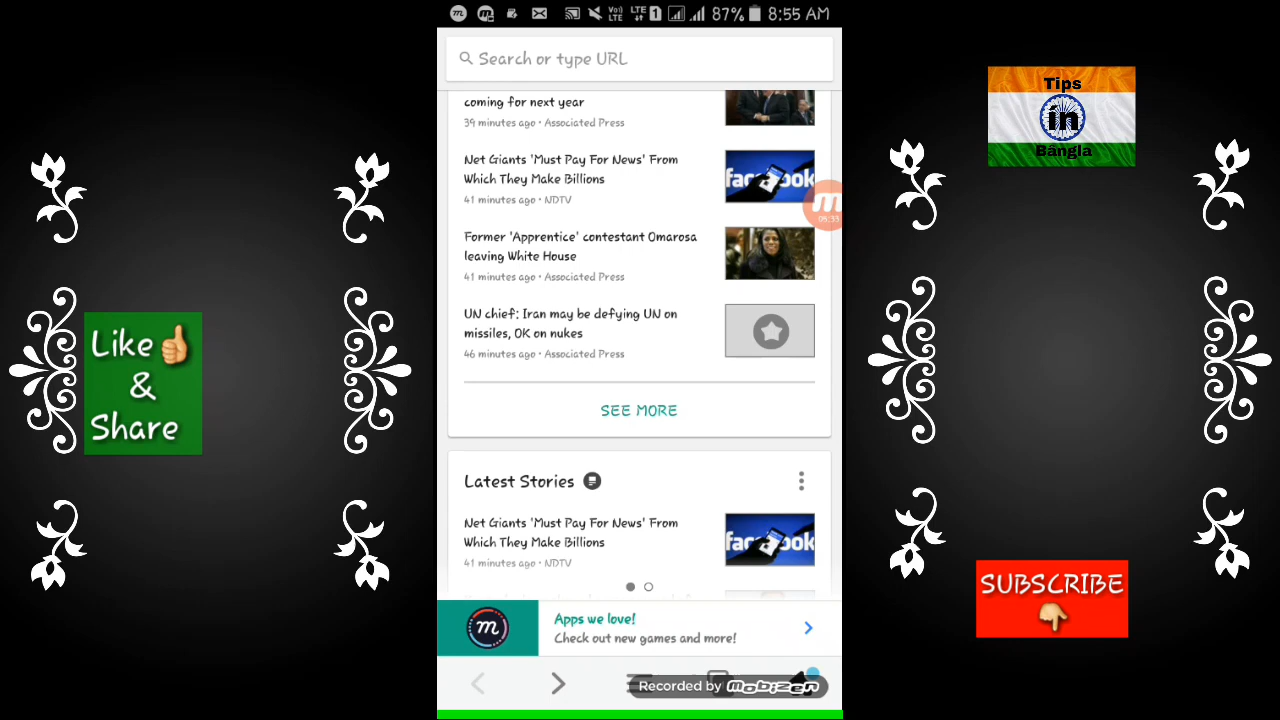 87% 8:55 AM
Search or type URL
coming for next year
39 minutes ago • Associated Press
Net Giants 'Must Pay For News' From
Which They Make Billions
41 minutes ago • NDTV
facebook
05:33
Former 'Apprentice' contestant Omarosa
leaving White House
41 minutes ago • Associated Press
UN chief: Iran may be defying UN on
missiles, OK on nukes
46 minutes ago • Associated Press
SEE MORE
Latest Stories
Net Giants 'Must Pay For News' From
Which They Make Billions
41 minutes ago • NDTV
facebook
Apps we love!
Check out new games and more!
Recorded by Mobizen
Like
&
Share
Tips
in
Bangla
SUBSCRIBE